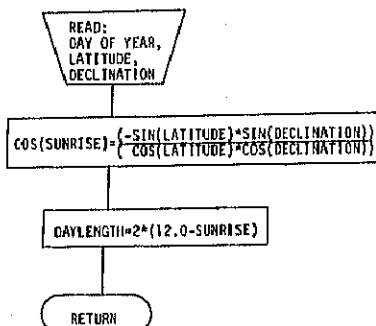 READ:
DAY OF YEAR,
LATITUDE,
DECLINATION
COS(SUNRISE)=(-SIN(LATITUDE)*SIN(DECLINATION))
( COS(LATITUDE)*COS(DECLINATION))
DAYLENGTH=2*(12.0-SUNRISE)
RETURN